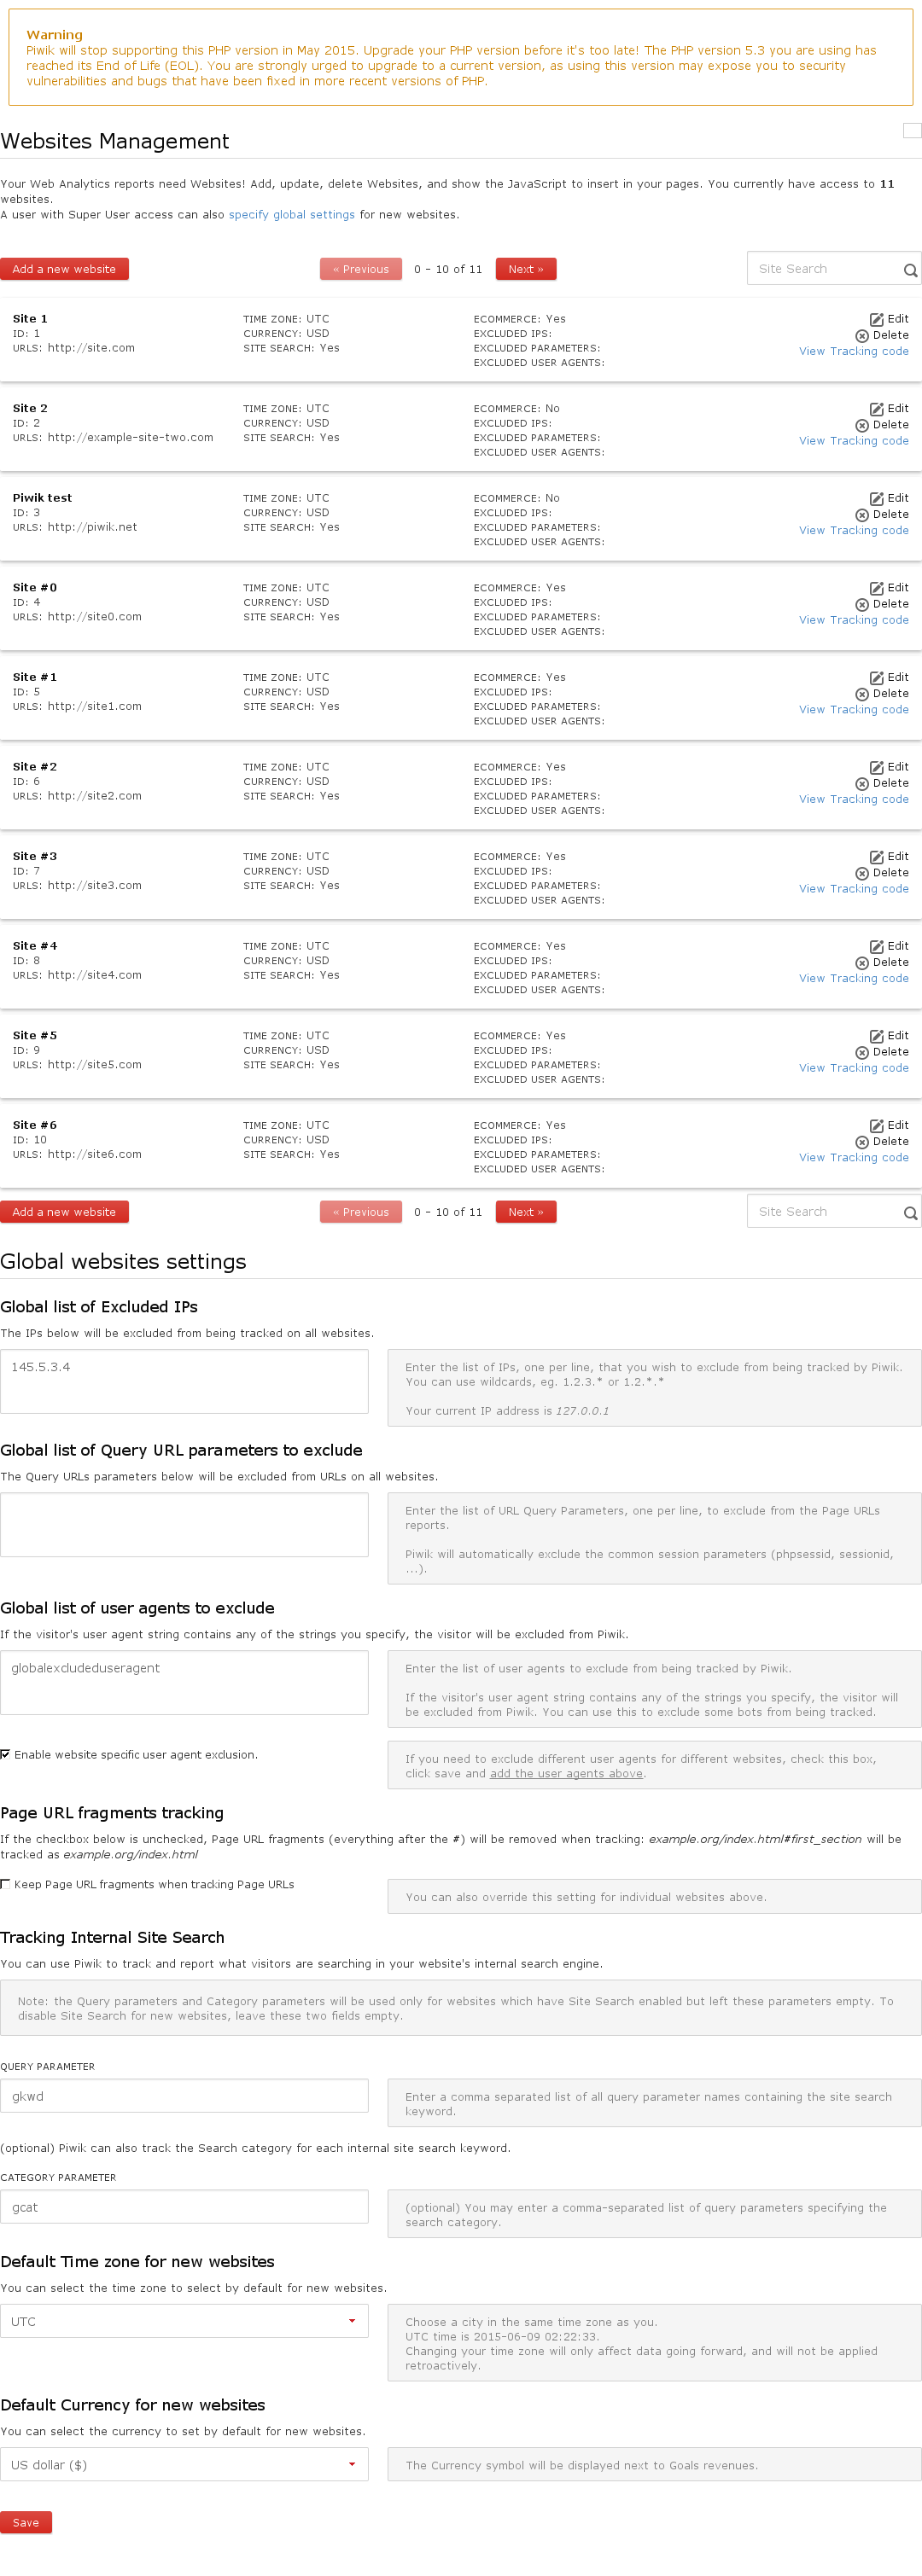 Warning
Piwik will stop supporting this PHP version in May 2015. Upgrade your PHP version before it's too late! The PHP version 5.3 you are using has
reached its End of Life (EOL). You are strongly urged to upgrade to a current version, as using this version may expose you to security
vulnerabilities and bugs that have been fixed in more recent versions of PHP.
Websites Management
Your Web Analytics reports need Websites! Add, update, delete Websites, and show the JavaScript to insert in your pages. You currently have access to 11
websites.
A user with Super User access can also specify global settings for new websites.
Add a new website « Previous 0 - 10 of 11 Next » Site Search
Site 1 TIME ZONE: UTC ECOMMERCE: Yes Edit
ID: 1 CURRENCY: USD EXCLUDED IPS: Delete
URLS: http://site.com SITE SEARCH: Yes EXCLUDED PARAMETERS: View Tracking code
EXCLUDED USER AGENTS:
Site 2 TIME ZONE: UTC ECOMMERCE: No Edit
ID: 2 CURRENCY: USD EXCLUDED IPS: Delete
URLS: http://example-site-two.com SITE SEARCH: Yes EXCLUDED PARAMETERS: View Tracking code
EXCLUDED USER AGENTS:
Piwik test TIME ZONE: UTC ECOMMERCE: No Edit
ID: 3 CURRENCY: USD EXCLUDED IPS: Delete
URLS: http://piwik.net SITE SEARCH: Yes EXCLUDED PARAMETERS: View Tracking code
EXCLUDED USER AGENTS:
Site #0 TIME ZONE: UTC ECOMMERCE: Yes Edit
ID: 4 CURRENCY: USD EXCLUDED IPS: Delete
URLS: http://site0.com SITE SEARCH: Yes EXCLUDED PARAMETERS: View Tracking code
EXCLUDED USER AGENTS:
Site #1 TIME ZONE: UTC ECOMMERCE: Yes Edit
ID: 5 CURRENCY: USD EXCLUDED IPS: Delete
URLS: http://site1.com SITE SEARCH: Yes EXCLUDED PARAMETERS: View Tracking code
EXCLUDED USER AGENTS:
Site #2 TIME ZONE: UTC ECOMMERCE: Yes Edit
ID: 6 CURRENCY: USD EXCLUDED IPS: Delete
URLS: http://site2.com SITE SEARCH: Yes EXCLUDED PARAMETERS: View Tracking code
EXCLUDED USER AGENTS:
Site #3 TIME ZONE: UTC ECOMMERCE: Yes Edit
ID: 7 CURRENCY: USD EXCLUDED IPS: Delete
URLS: http://site3.com SITE SEARCH: Yes EXCLUDED PARAMETERS: View Tracking code
EXCLUDED USER AGENTS:
Site #4 TIME ZONE: UTC ECOMMERCE: Yes Edit
ID: 8 CURRENCY: USD EXCLUDED IPS: Delete
URLS: http://site4.com SITE SEARCH: Yes EXCLUDED PARAMETERS: View Tracking code
EXCLUDED USER AGENTS:
Site #5 TIME ZONE: UTC ECOMMERCE: Yes Edit
ID: 9 CURRENCY: USD EXCLUDED IPS: Delete
URLS: http://site5.com SITE SEARCH: Yes EXCLUDED PARAMETERS: View Tracking code
EXCLUDED USER AGENTS:
Site #6 TIME ZONE: UTC ECOMMERCE: Yes Edit
ID: 10 CURRENCY: USD EXCLUDED IPS: Delete
URLS: http://site6.com SITE SEARCH: Yes EXCLUDED PARAMETERS: View Tracking code
EXCLUDED USER AGENTS:
Add a new website « Previous 0 - 10 of 11 Next » Site Search
Global websites settings
Global list of Excluded IPs
The IPs below will be excluded from being tracked on all websites.
145.5.3.4
Enter the list of IPs, one per line, that you wish to exclude from being tracked by Piwik.
You can use wildcards, eg. 1.2.3.* or 1.2.*.*
Your current IP address is 127.0.0.1
Global list of Query URL parameters to exclude
The Query URLs parameters below will be excluded from URLs on all websites.
Enter the list of URL Query Parameters, one per line, to exclude from the Page URLs
reports.
Piwik will automatically exclude the common session parameters (phpsessid, sessionid,
...).
Global list of user agents to exclude
If the visitor's user agent string contains any of the strings you specify, the visitor will be excluded from Piwik.
globalexcludeduseragent
Enter the list of user agents to exclude from being tracked by Piwik.
If the visitor's user agent string contains any of the strings you specify, the visitor will
be excluded from Piwik. You can use this to exclude some bots from being tracked.
Enable website specific user agent exclusion.
If you need to exclude different user agents for different websites, check this box,
click save and add the user agents above.
Page URL fragments tracking
If the checkbox below is unchecked, Page URL fragments (everything after the #) will be removed when tracking: example.org/index.html#first_section will be
tracked as example.org/index.html
Keep Page URL fragments when tracking Page URLs
You can also override this setting for individual websites above.
Tracking Internal Site Search
You can use Piwik to track and report what visitors are searching in your website's internal search engine.
Note: the Query parameters and Category parameters will be used only for websites which have Site Search enabled but left these parameters empty. To
disable Site Search for new websites, leave these two fields empty.
QUERY PARAMETER
gkwd
Enter a comma separated list of all query parameter names containing the site search
keyword.
(optional) Piwik can also track the Search category for each internal site search keyword.
CATEGORY PARAMETER
gcat
(optional) You may enter a comma-separated list of query parameters specifying the
search category.
Default Time zone for new websites
You can select the time zone to select by default for new websites.
UTC
Choose a city in the same time zone as you.
UTC time is 2015-06-09 02:22:33.
Changing your time zone will only affect data going forward, and will not be applied
retroactively.
Default Currency for new websites
You can select the currency to set by default for new websites.
US dollar ($)
The Currency symbol will be displayed next to Goals revenues.
Save